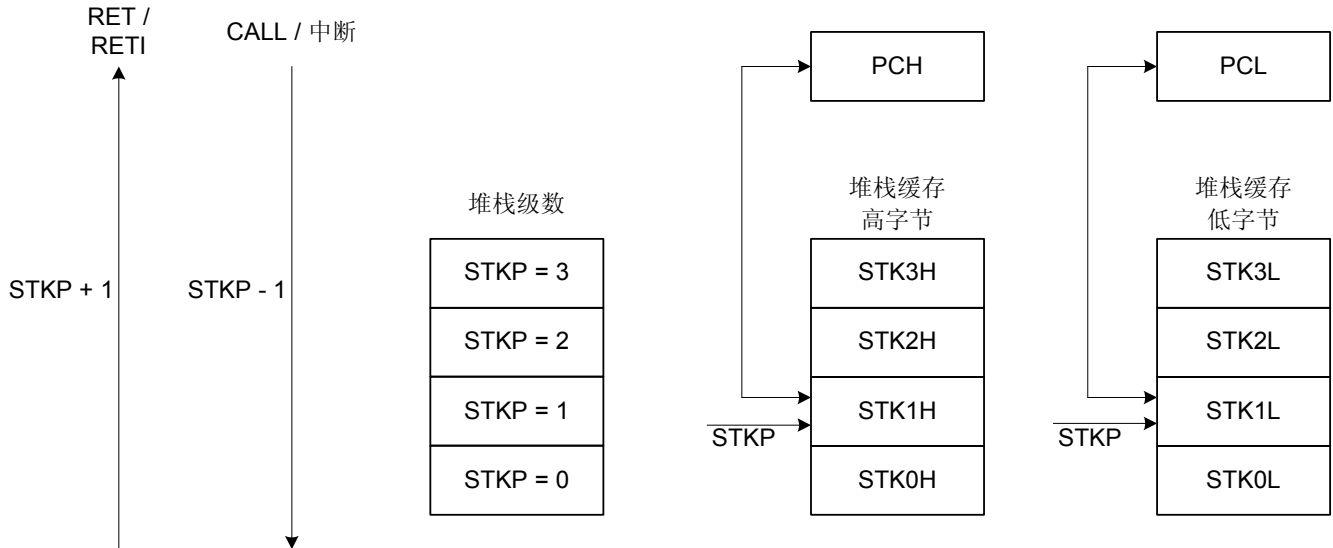 RET /
RETI
CALL / 中断
PCH
PCL
堆栈级数
堆栈缓存
高字节
堆栈缓存
低字节
STKP + 1
STKP - 1
STKP = 3
STK3H
STK3L
STKP = 2
STK2H
STK2L
STKP = 1
STK1H
STK1L
STKP
STKP
STKP = 0
STK0H
STK0L